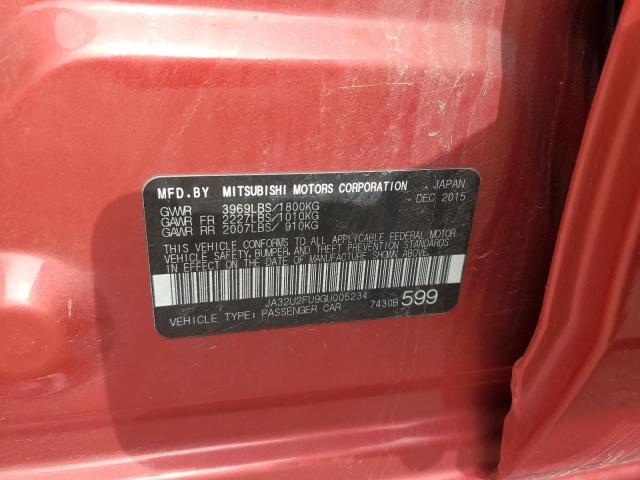 MFD.BY MITSUBISHI MOTORS CORPORATION JAPAN
GVWR 3969LBS/1800KG DEC 2015
GAWR FR 2227LBS/1010KG
GAWR RR 2007LBS/ 910KG
THIS VEHICLE CONFORMS TO ALL APPLICABLE FEDERAL MOTOR
VEHICLE SAFETY, BUMPER, AND THEFT PREVENTION STANDARDS
IN EFFECT ON THE DATE OF MANUFACTURE SHOWN ABOVE.
JA32U2FU9GU005234
VEHICLE TYPE: PASSENGER CAR 7430B 599